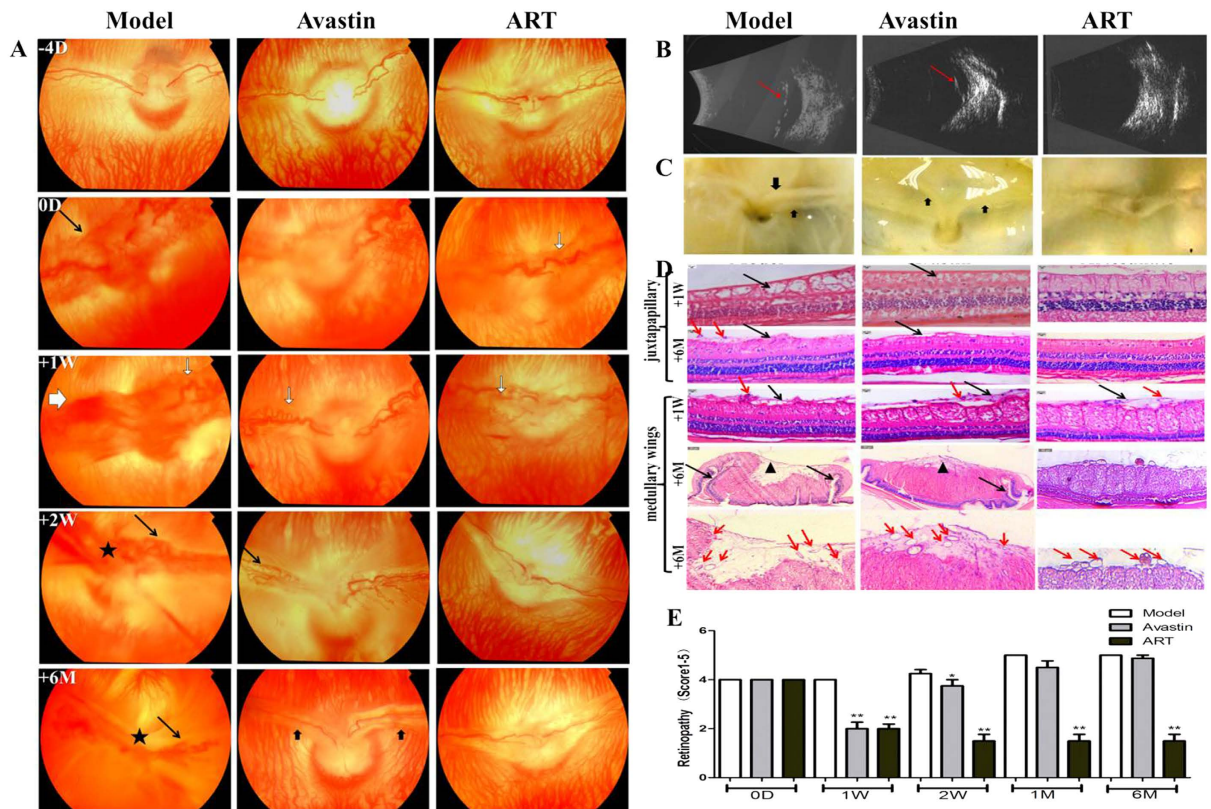 Model Avastin ART
A
-4D
0D
+1W
+2W
+6M
Model Avastin ART
B
C
D
juxtapapillary
+1W
+6M
medullary wings
+1W
+6M
+6M
E
Model
Avastin
ART
Retinopathy (Score1-5)
6
4
2
0
*
** **
**
**
**
0D 1W 2W 1M 6M